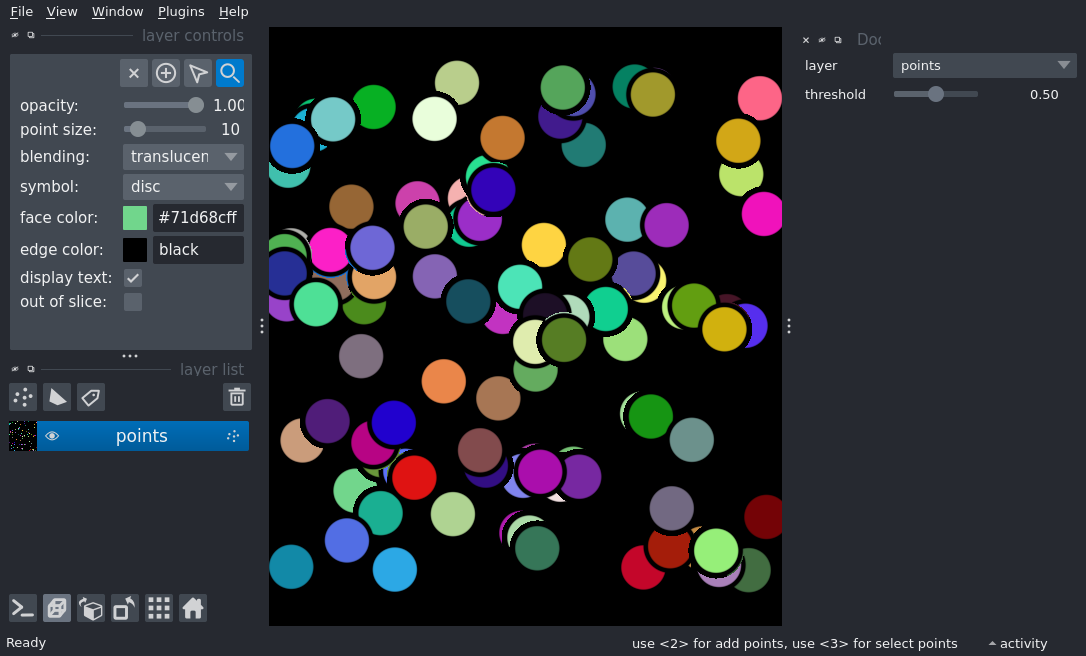 File View Window Plugins Help
layer controls
opacity: 1.00
point size: 10
blending: translucen
symbol: disc
face color: #71d68cff
edge color: black
display text:
out of slice:
layer list
points
Doc
layer points
threshold 0.50
Ready
use <2> for add points, use <3> for select points
activity